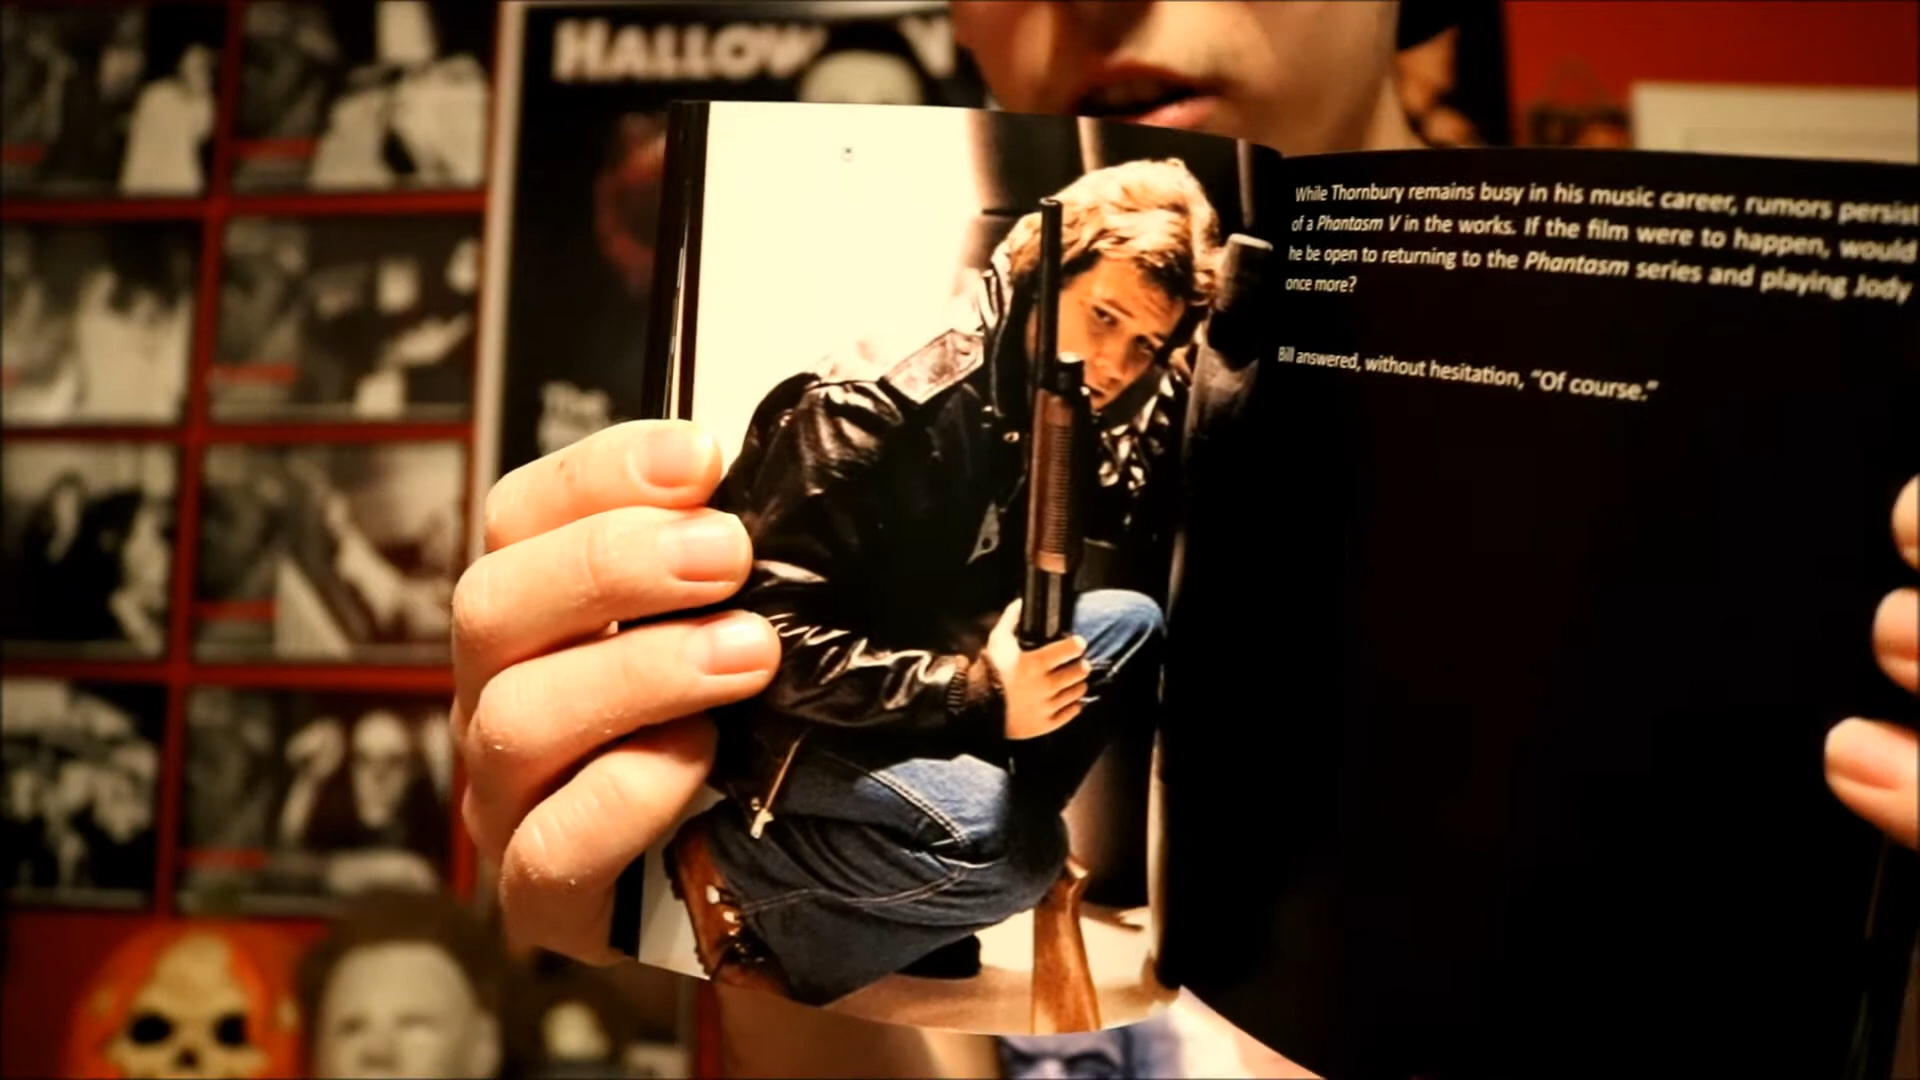 HALLOW
The
While Thornbury remains busy in his music career, rumors persist
of a Phantasm V in the works. If the film were to happen, would
he be open to returning to the Phantasm series and playing Jody
once more?
Bill answered, without hesitation, “Of course.”